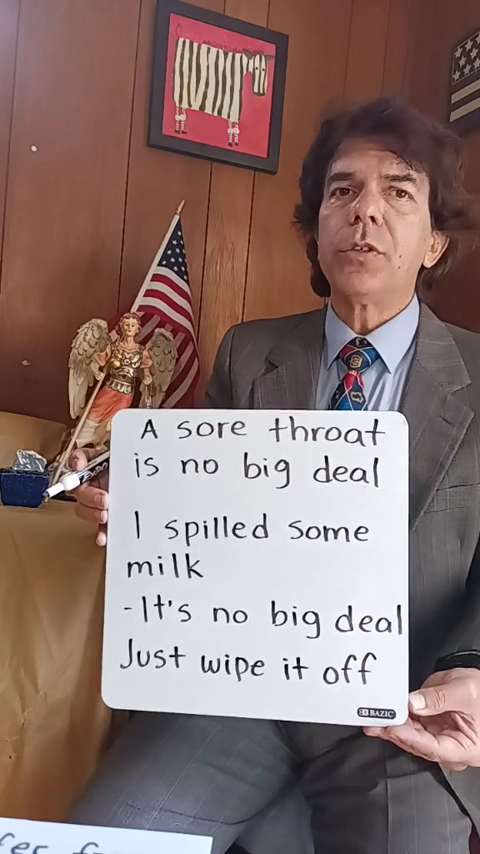 A sore throat
is no big deal
I spilled some
milk
-It's no big deal
Just wipe it off
BAZIC